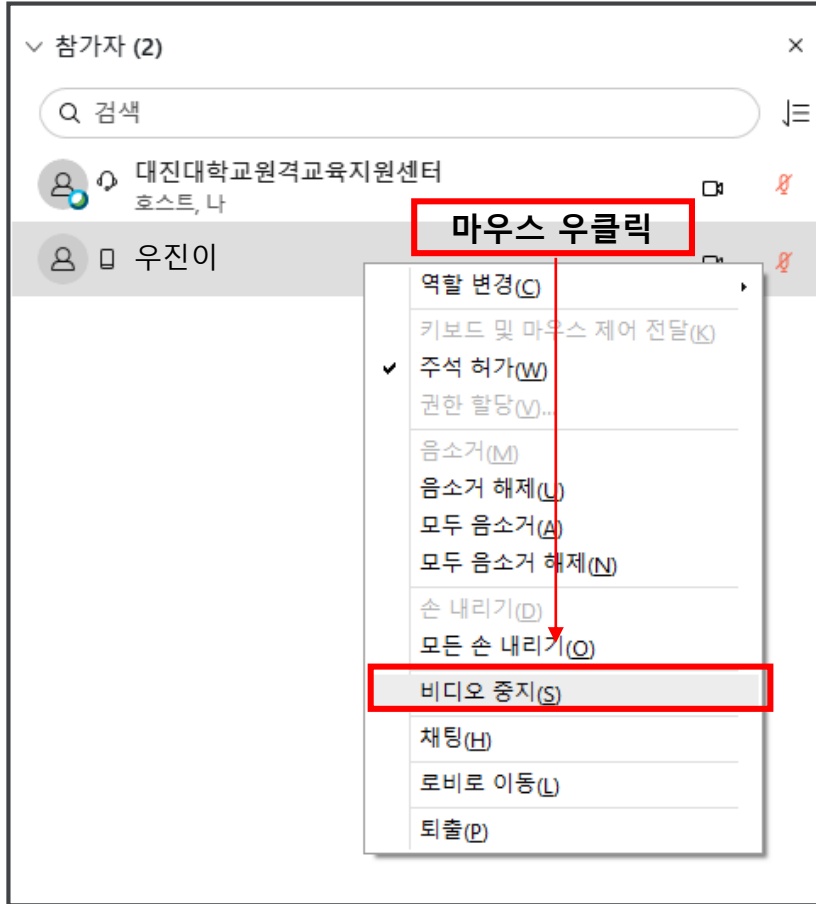 참가자 (2)
검색
대진대학교원격교육지원센터
호스트, 나
마우스 우클릭
우진이
역할 변경(C)
키보드 및 마우스 제어 전달(K)
주석 허가(W)
권한 할당(V)...
음소거(M)
음소거 해제(U)
모두 음소거(A)
모두 음소거 해제(N)
손 내리기(D)
모든 손 내리기(O)
비디오 중지(S)
채팅(H)
로비로 이동(L)
퇴출(P)